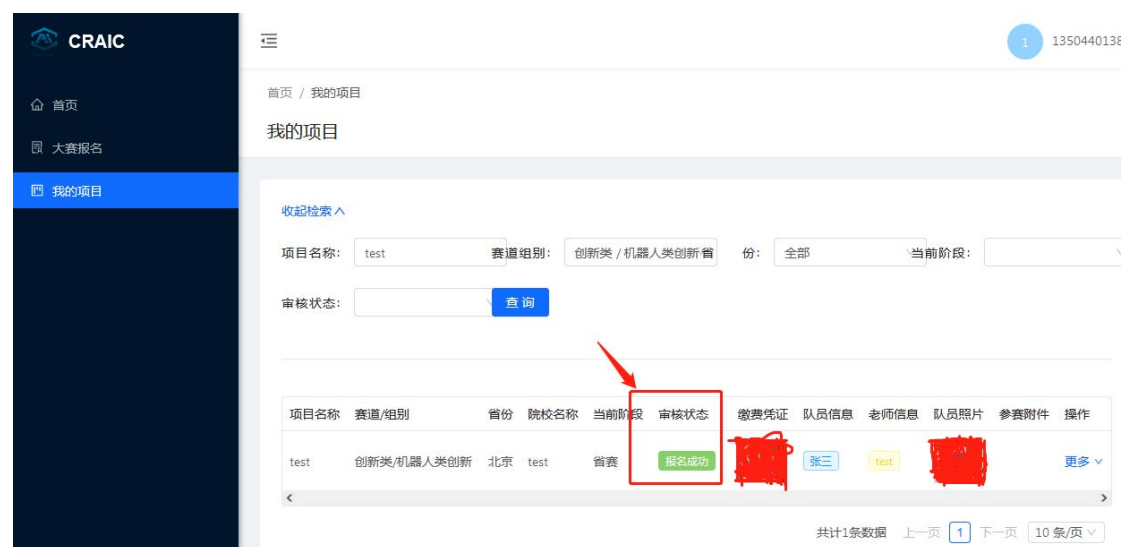 CRAIC
1 1350440138
首页
大赛报名
我的项目
首页 / 我的项目
我的项目
收起检索
项目名称: test 赛道组别: 创新类 / 机器人类创新 省 份: 全部 当前阶段:
审核状态: 查 询
项目名称 赛道/组别 省份 院校名称 当前阶段 审核状态 缴费凭证 队员信息 老师信息 队员照片 参赛附件 操作
test 创新类/机器人类创新 北京 test 省赛 报名成功 张三 test 更多
共计1条数据 上一页 1 下一页 10 条/页